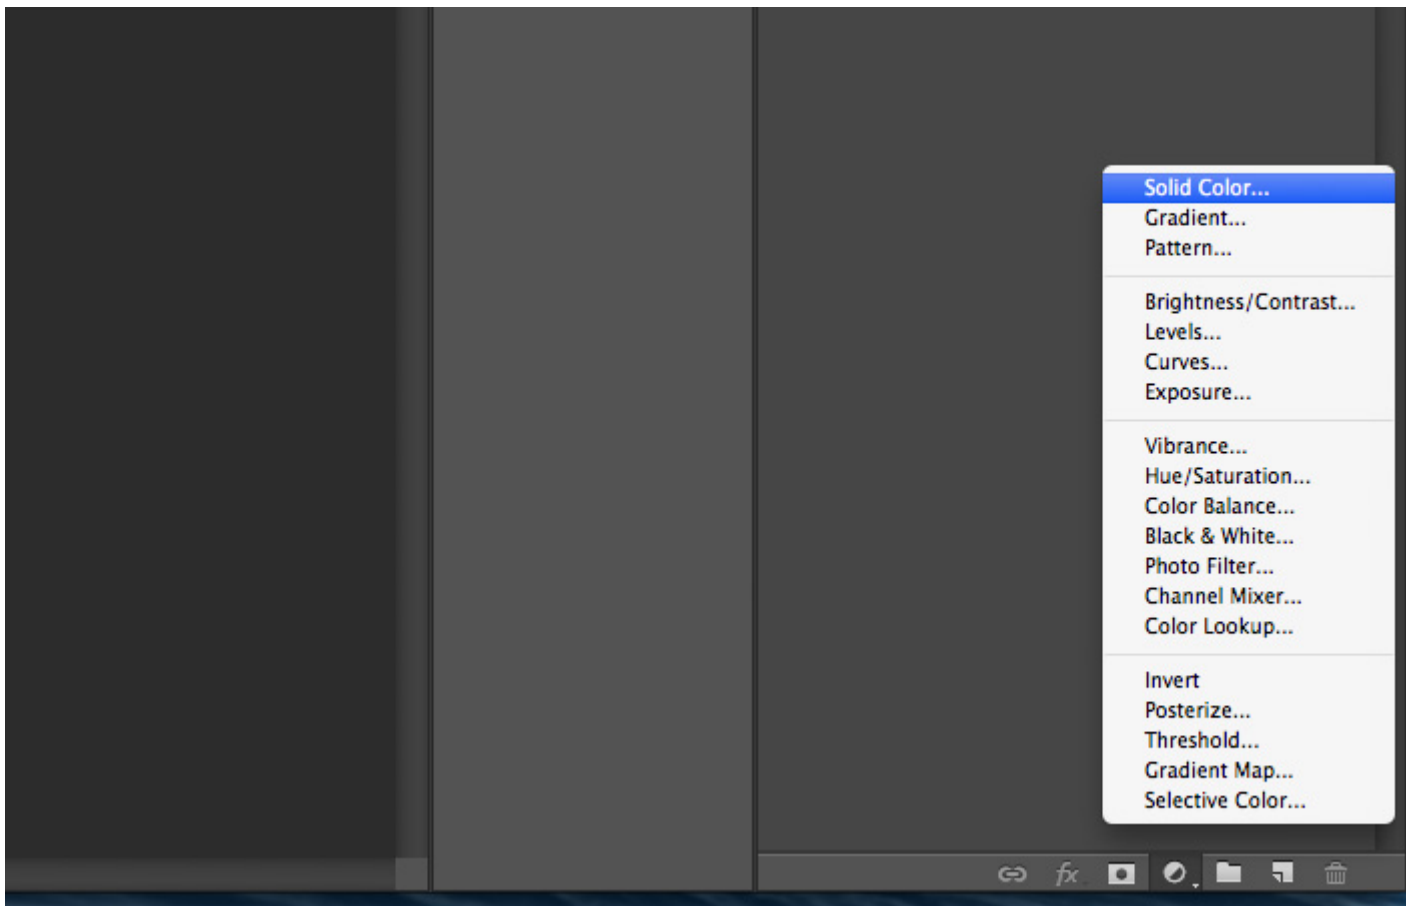 Solid Color...
Gradient...
Pattern...
Brightness/Contrast...
Levels...
Curves...
Exposure...
Vibrance...
Hue/Saturation...
Color Balance...
Black & White...
Photo Filter...
Channel Mixer...
Color Lookup...
Invert
Posterize...
Threshold...
Gradient Map...
Selective Color...
fx